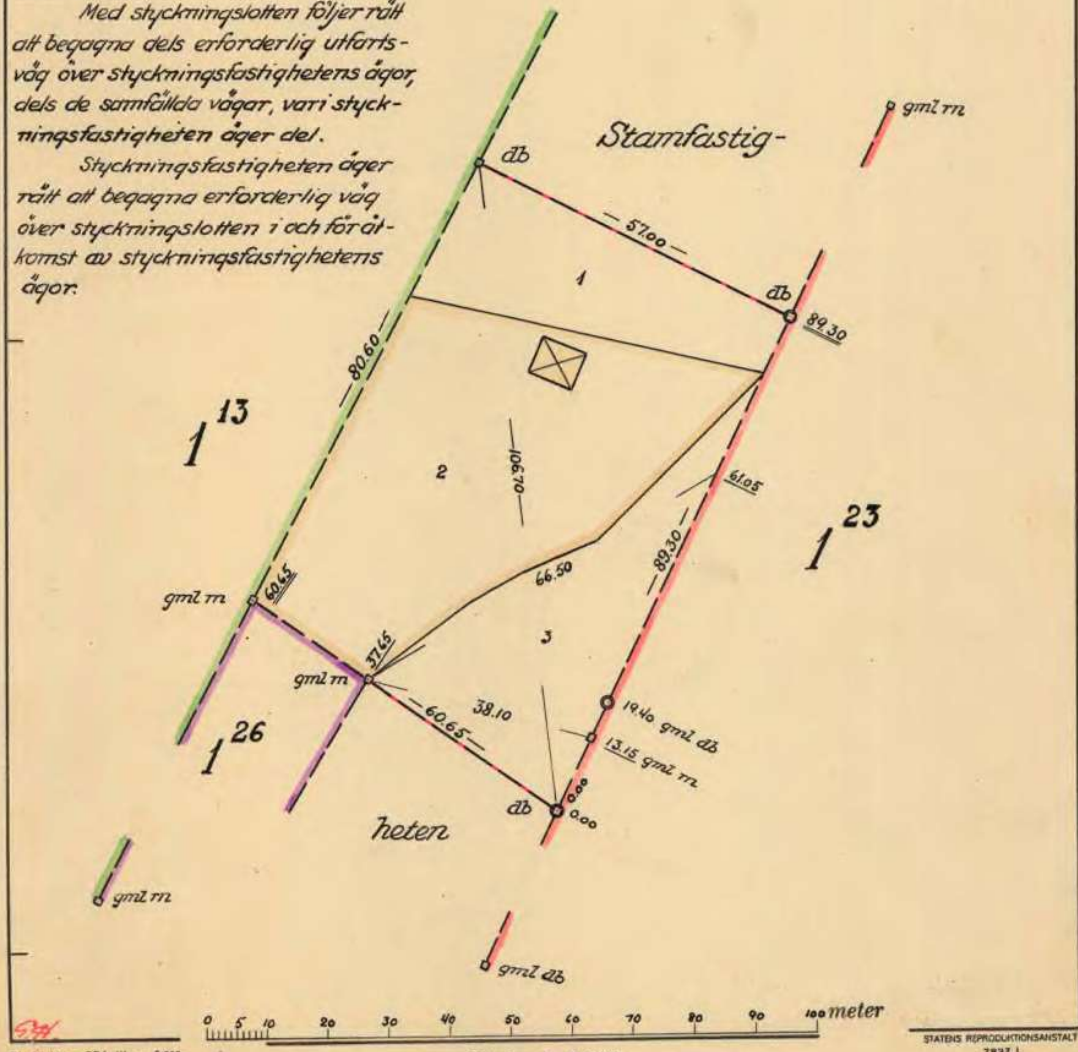 Med styckningslotten följer rätt
att begagna dels erforderlig utfarts-
väg över styckningsfastighetens ägor,
dels de samfällda vägar, vari styck-
ningsfastigheten äger del.
Styckningsfastigheten äger
rätt att begagna erforderlig väg
över styckningslotten i och för åt-
komst av styckningsfastighetens
ägor.
gml rn
Stamfastig-
db
57.00
1
db
89.30
80.60
1 13
2
106.70
61.05
1 23
89.30
66.50
gml rn
60.65
3
37.45
gml rn
38.10
60.65
19.40 gml db
13.15 gml rn
1 26
0.00
db
0.00
heten
gml rn
gml db
0 5 10 20 30 40 50 60 70 80 90 100 meter
STATENS REPRODUKTIONSANSTALT